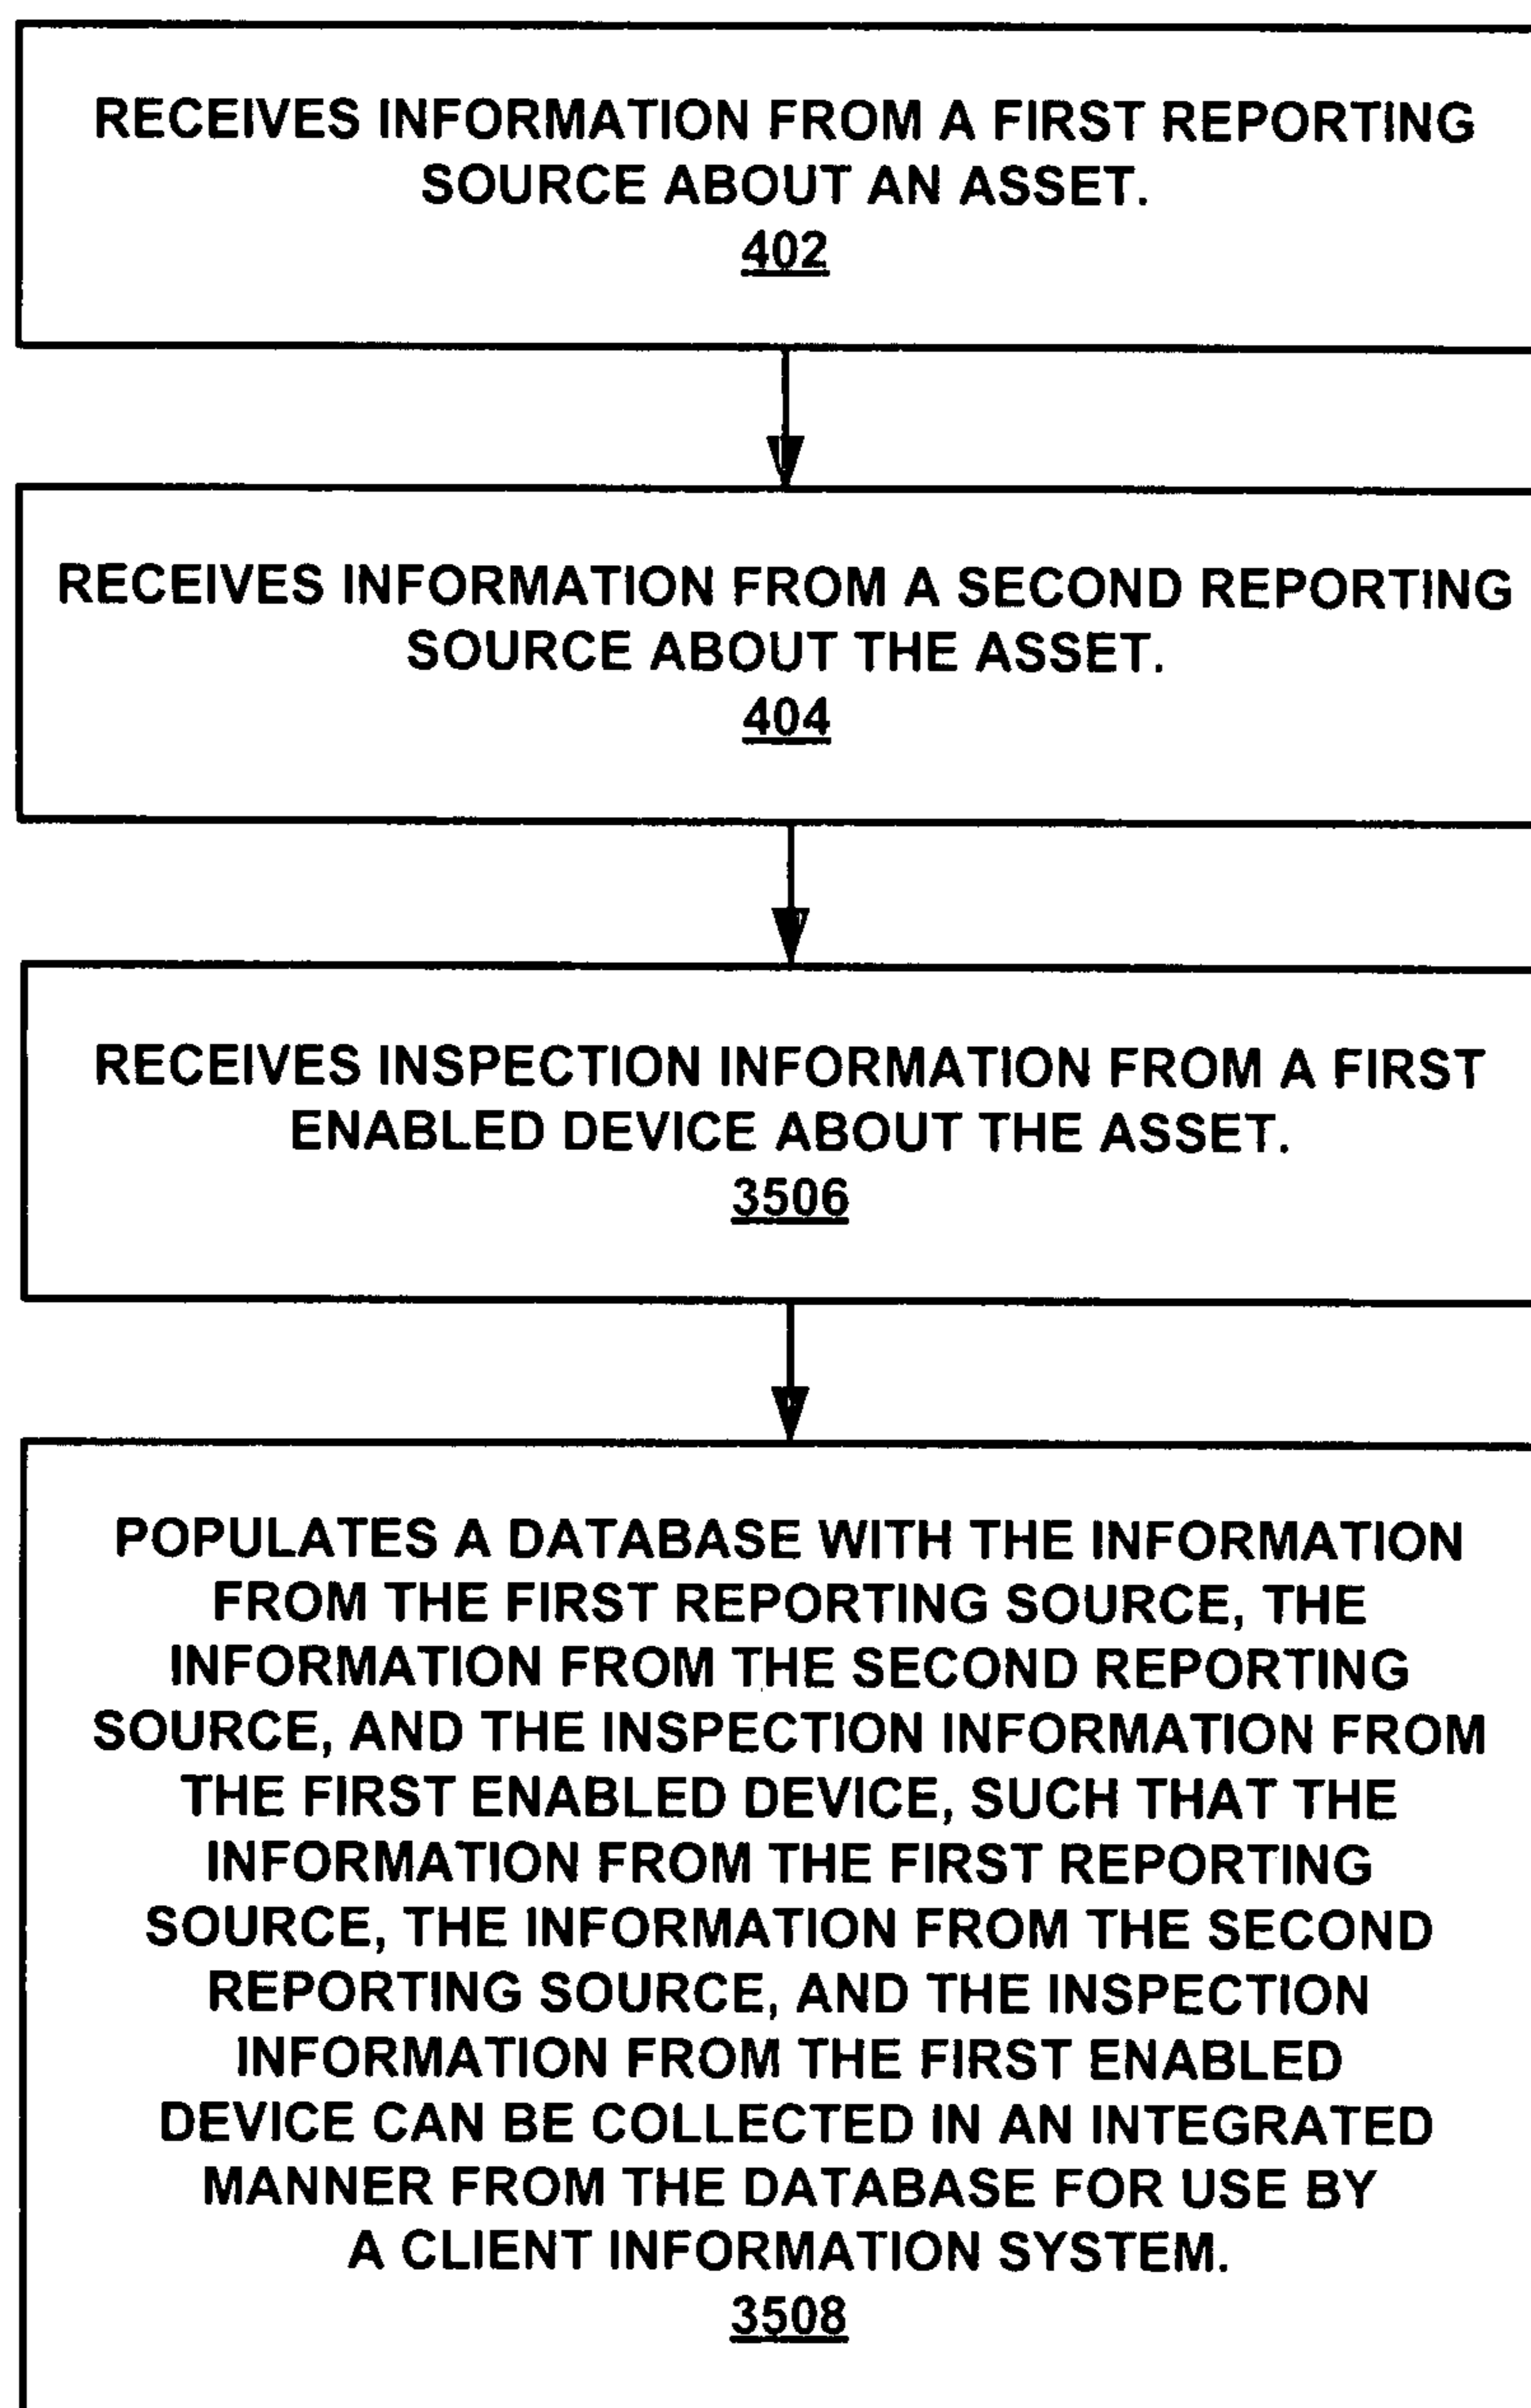 RECEIVES INFORMATION FROM A FIRST REPORTING
SOURCE ABOUT AN ASSET.
402
RECEIVES INFORMATION FROM A SECOND REPORTING
SOURCE ABOUT THE ASSET.
404
RECEIVES INSPECTION INFORMATION FROM A FIRST
ENABLED DEVICE ABOUT THE ASSET.
3506
POPULATES A DATABASE WITH THE INFORMATION
FROM THE FIRST REPORTING SOURCE, THE
INFORMATION FROM THE SECOND REPORTING
SOURCE, AND THE INSPECTION INFORMATION FROM
THE FIRST ENABLED DEVICE, SUCH THAT THE
INFORMATION FROM THE FIRST REPORTING
SOURCE, THE INFORMATION FROM THE SECOND
REPORTING SOURCE, AND THE INSPECTION
INFORMATION FROM THE FIRST ENABLED
DEVICE CAN BE COLLECTED IN AN INTEGRATED
MANNER FROM THE DATABASE FOR USE BY
A CLIENT INFORMATION SYSTEM.
3508